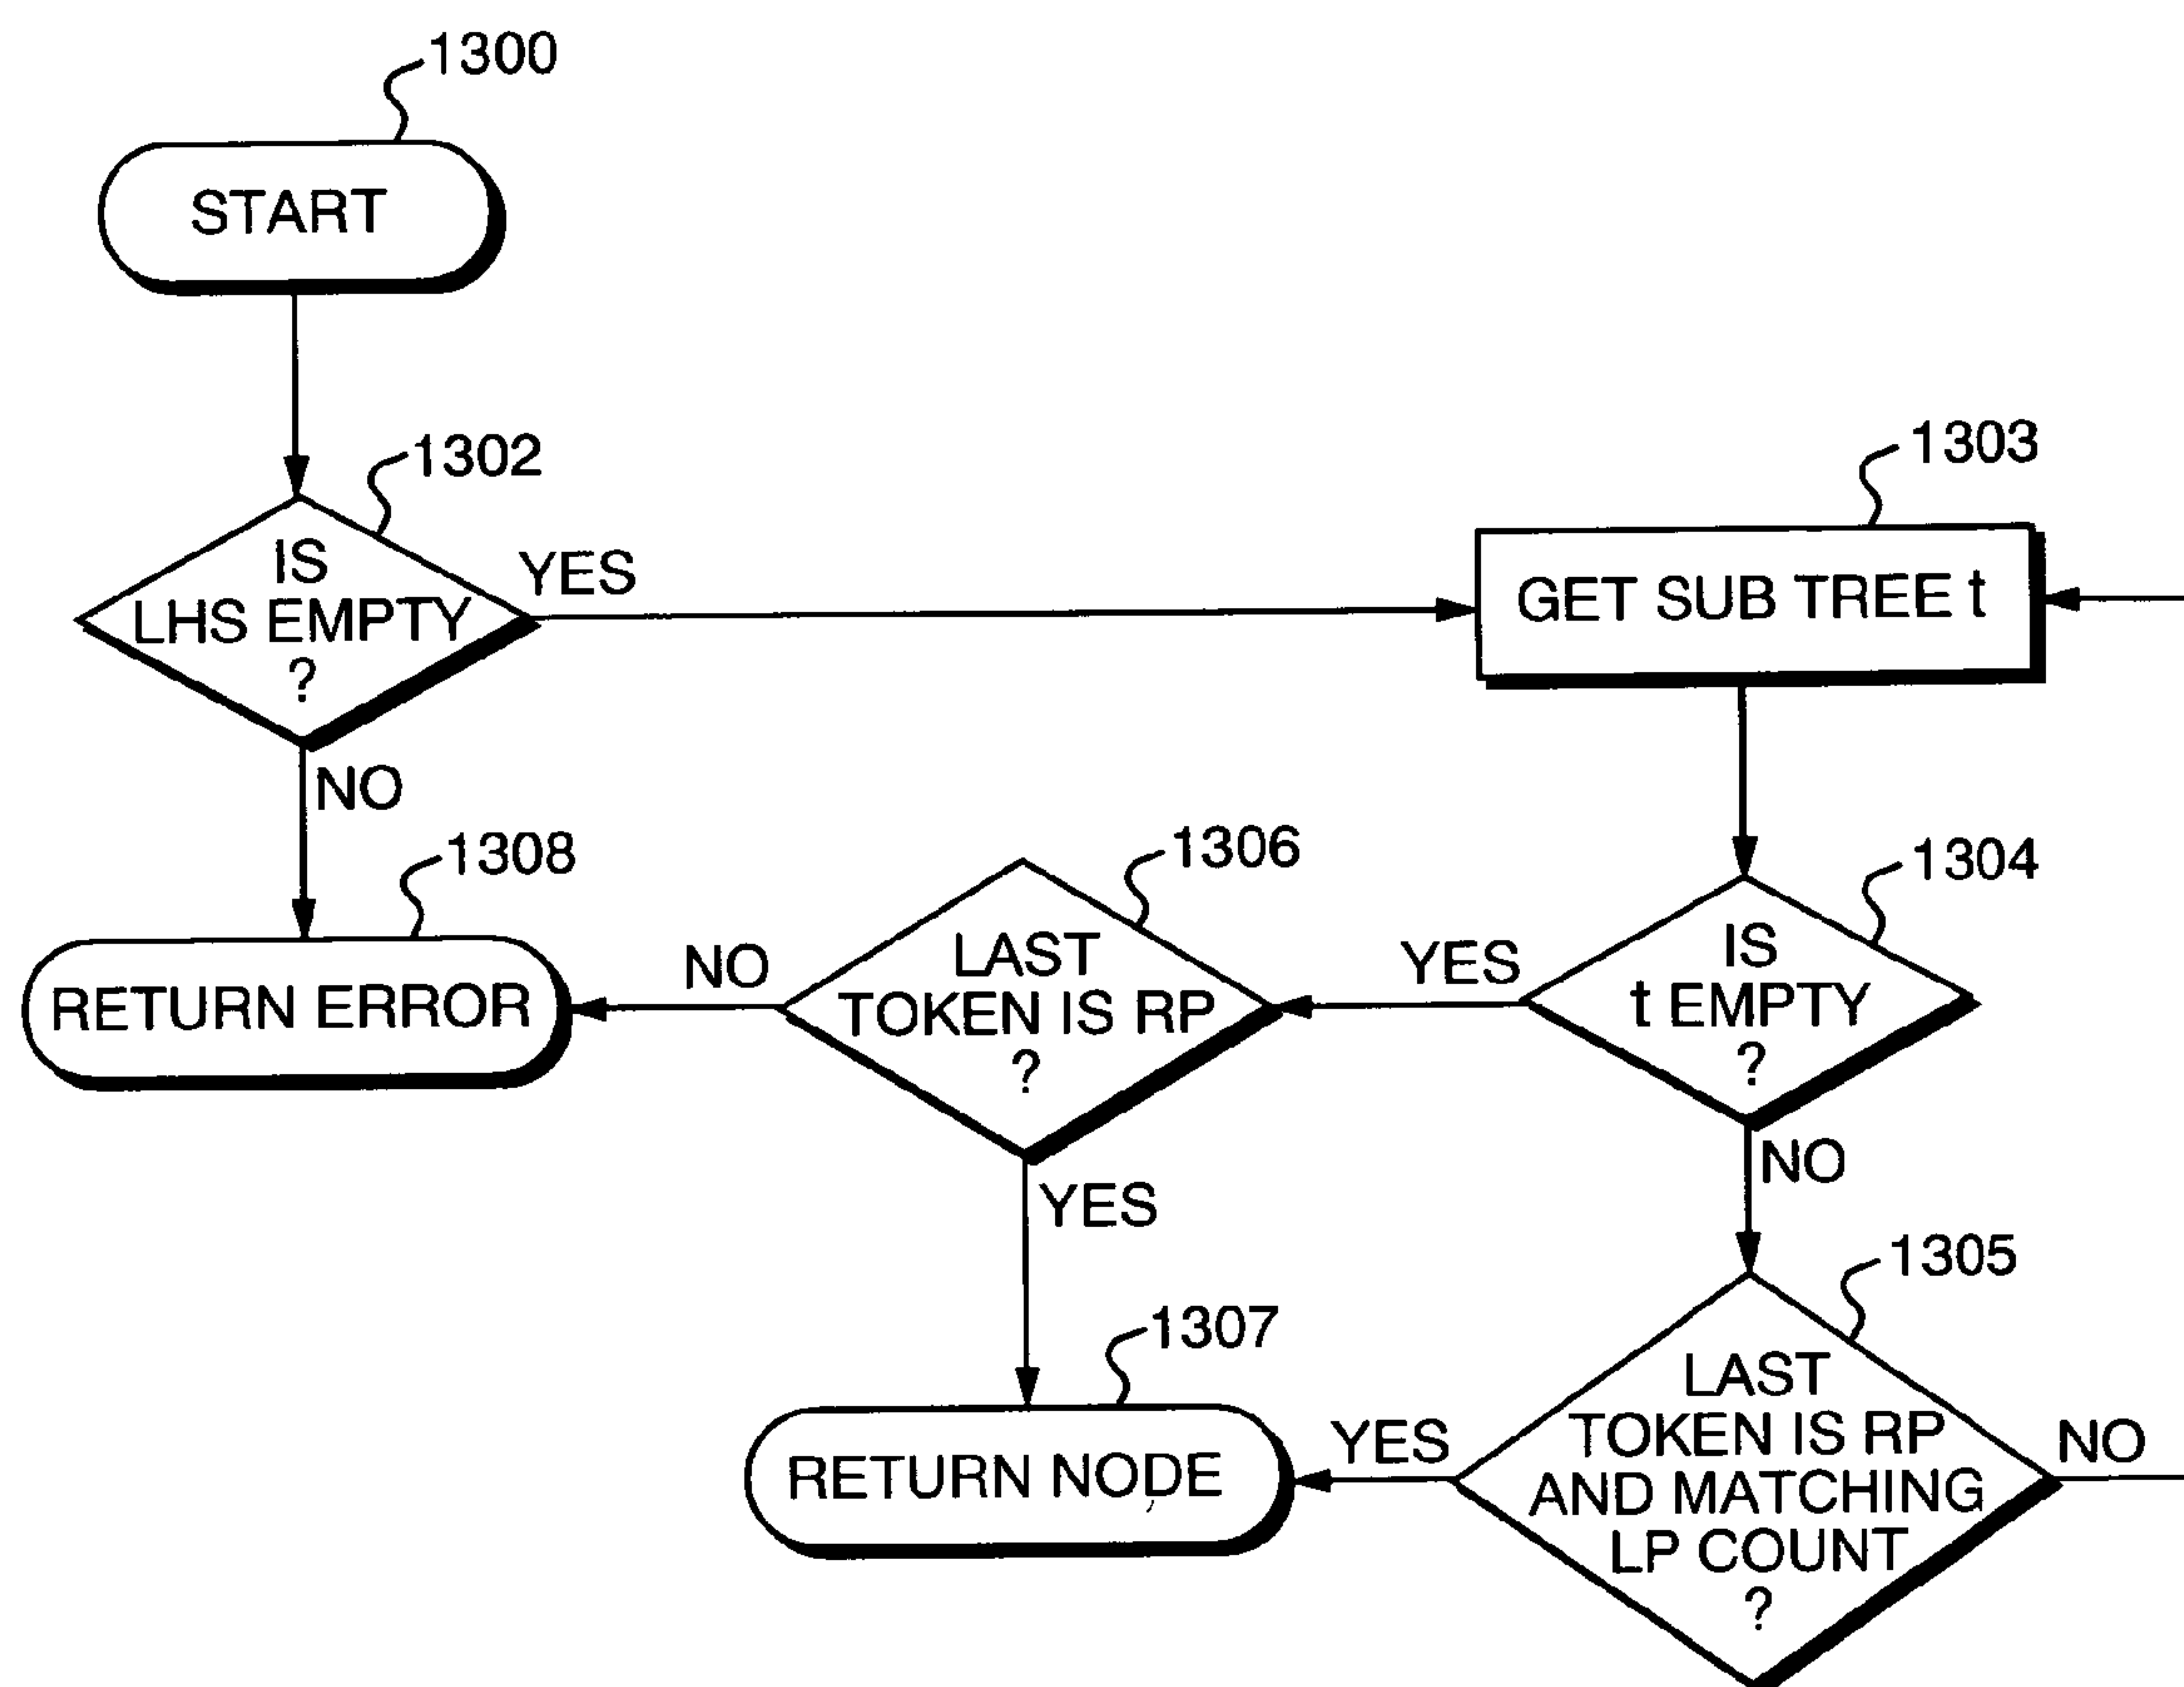 1300
START
1302
IS
LHS EMPTY
?
YES
NO
1303
GET SUB TREE t
1308
RETURN ERROR
NO
1306
LAST
TOKEN IS RP
?
YES
YES
1304
IS
t EMPTY
?
NO
1307
RETURN NODE
YES
1305
LAST
TOKEN IS RP
AND MATCHING
LP COUNT
?
NO